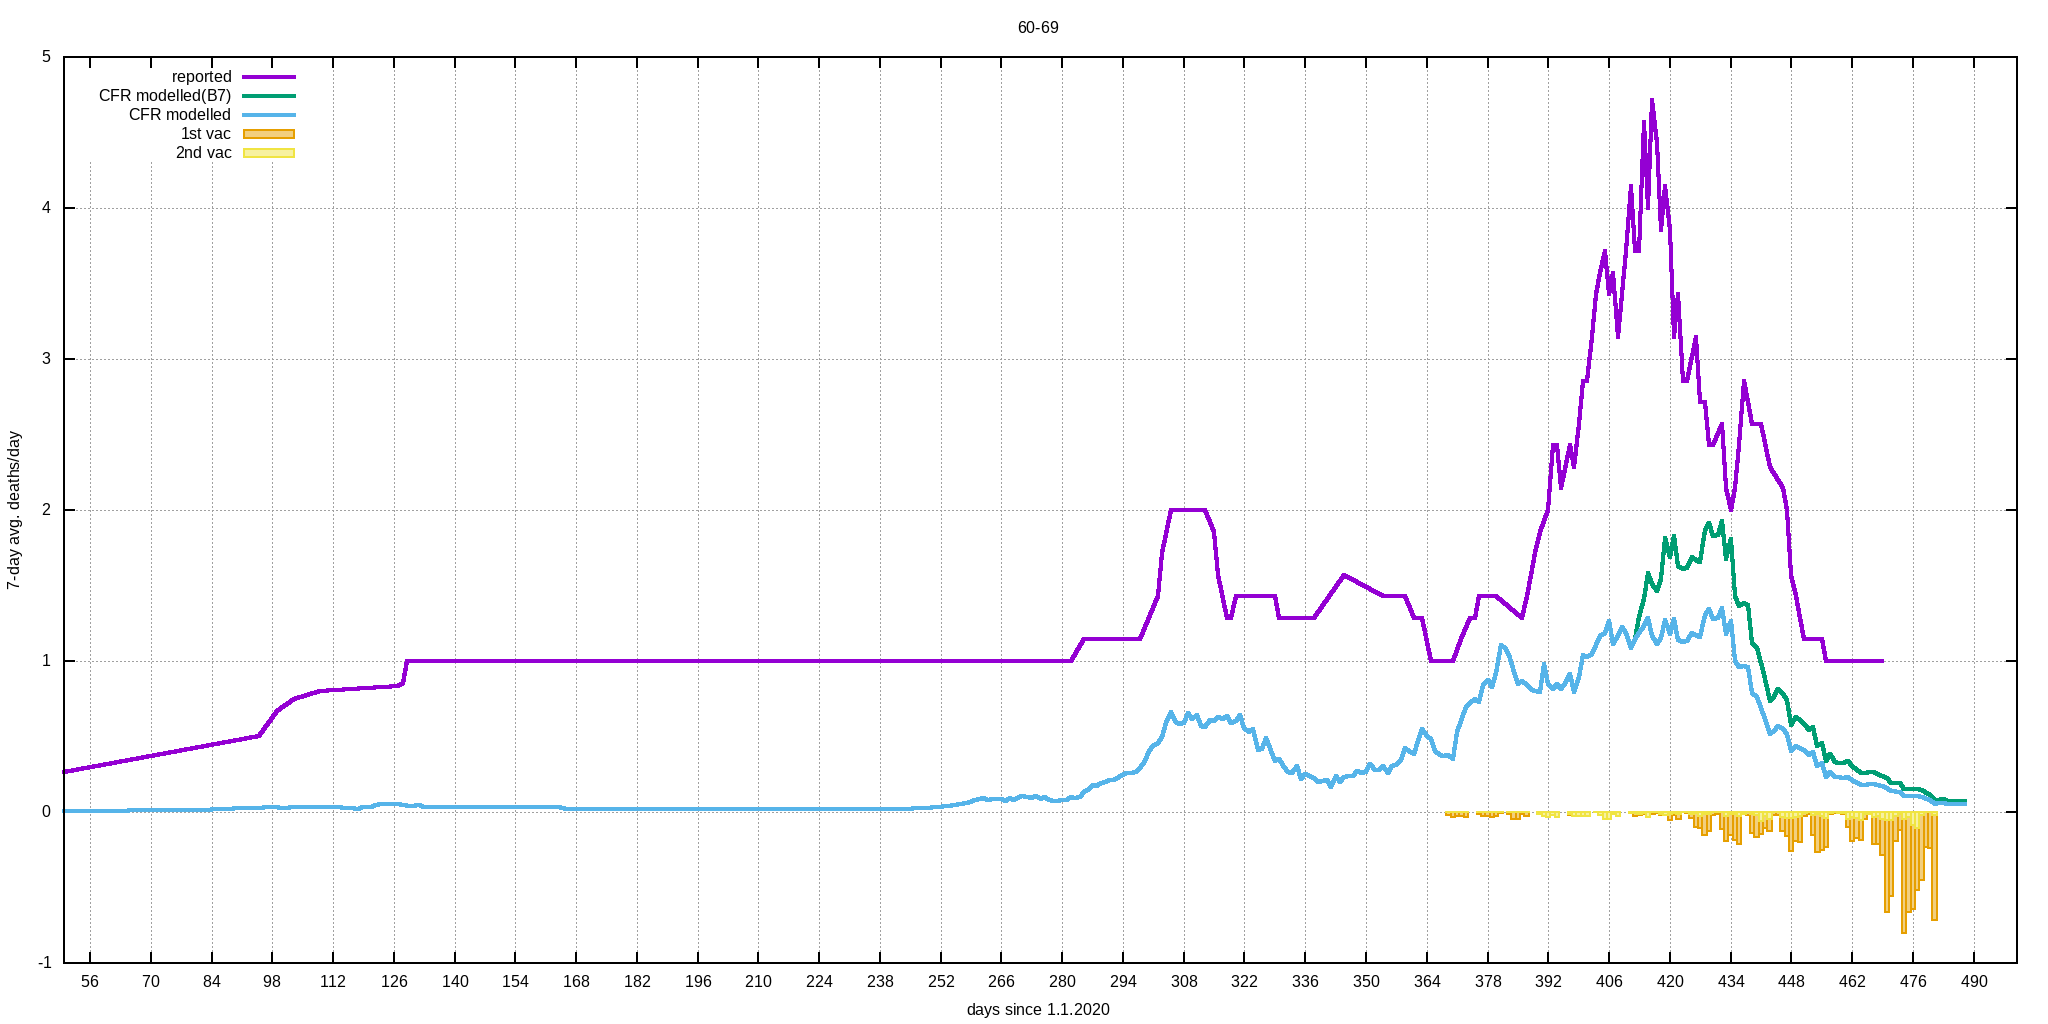 60-69
5
4
3
2
1
0
-1
7-day avg. deaths/day
reported
CFR modelled(B7)
CFR modelled
1st vac
2nd vac
56 70 84 98 112 126 140 154 168 182 196 210 224 238 252 266 280 294 308 322 336 350 364 378 392 406 420 434 448 462 476 490
days since 1.1.2020